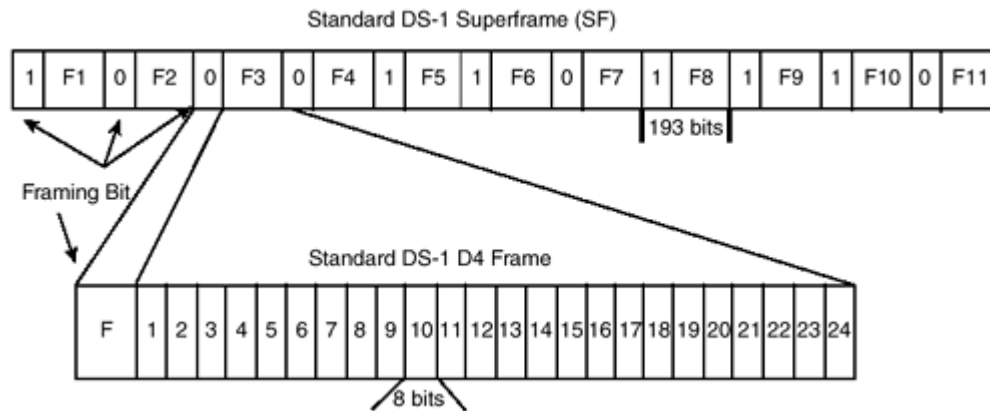 Standard DS-1 Superframe (SF)
1 F1 0 F2 0 F3 0 F4 1 F5 1 F6 0 F7 1 F8 1 F9 1 F10 0 F11
193 bits
Framing Bit
Standard DS-1 D4 Frame
F 1 2 3 4 5 6 7 8 9 10 11 12 13 14 15 16 17 18 19 20 21 22 23 24
8 bits